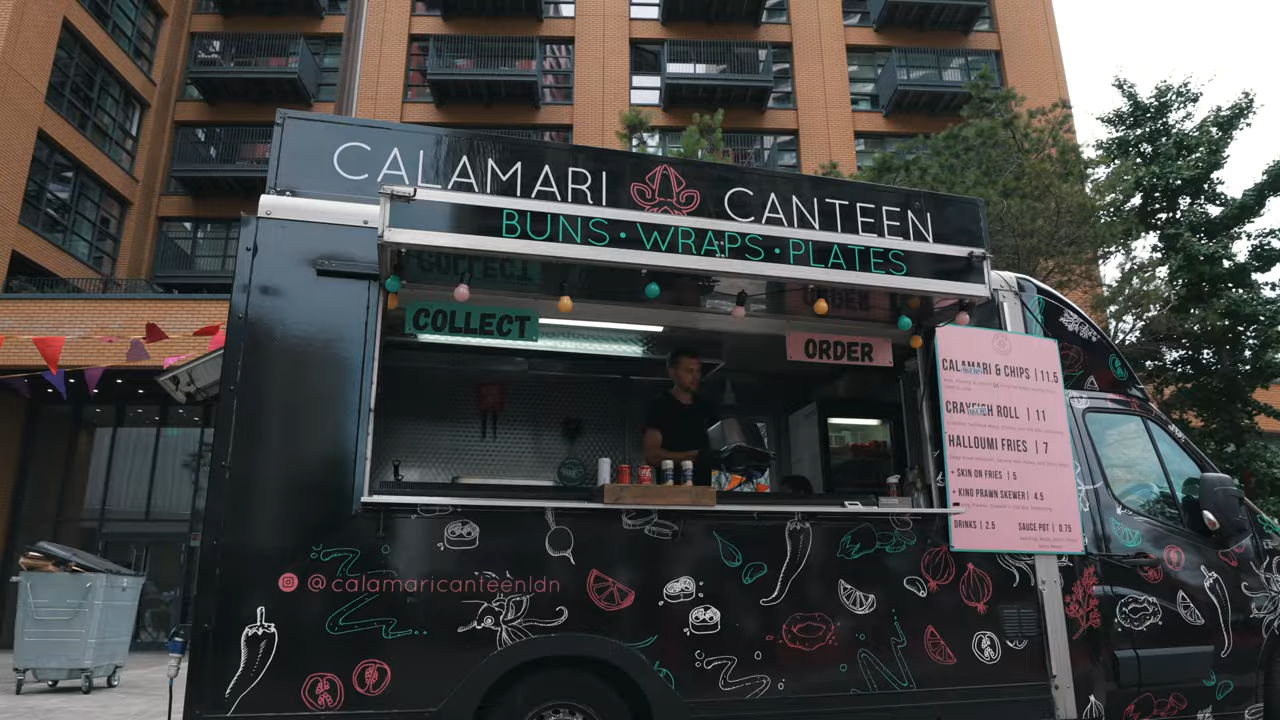 CALAMARI CANTEEN
BUNS • WRAPS • PLATES
COLLECT
ORDER
CALAMARI & CHIPS | 11.5
CRAYFISH ROLL | 11
HALLOUMI FRIES | 7
• SKIN ON FRIES | 5
• KING PRAWN SKEWER | 4.5
DRINKS | 2.5
SAUCE POT | 0.75
@calamaricanteenldn